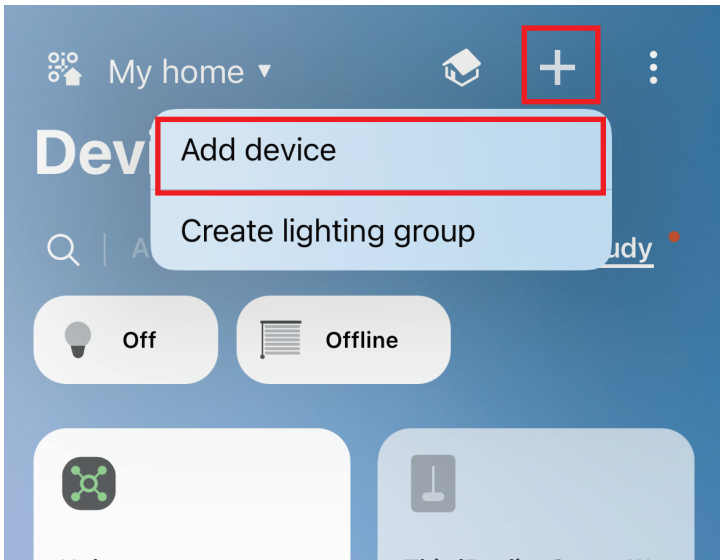 My home ▾
Devi
Add device
Create lighting group
A
udy
Off
Offline